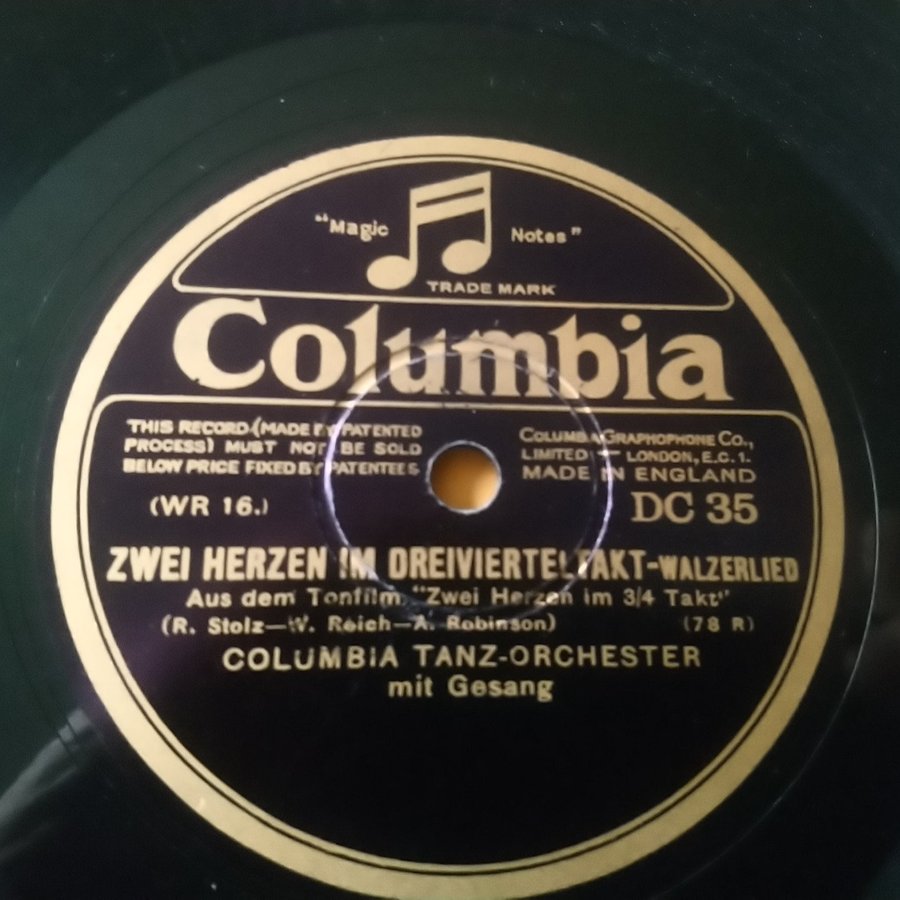 “Magic Notes”
TRADE MARK
Columbia
THIS RECORD (MADE BY PATENTED
PROCESS) MUST NOT BE SOLD
BELOW PRICE FIXED BY PATENTEES
COLUMBIA GRAPHOPHONE CO.,
LIMITED LONDON, E.C. 1.
MADE IN ENGLAND
(WR 16.)
DC 35
ZWEI HERZEN IM DREIVIERTELTAKT-WALZERLIED
Aus dem Tonfilm "Zwei Herzen im 3/4 Takt"
(R. Stolz—W. Reich—A. Robinson) (78 R)
COLUMBIA TANZ-ORCHESTER
mit Gesang